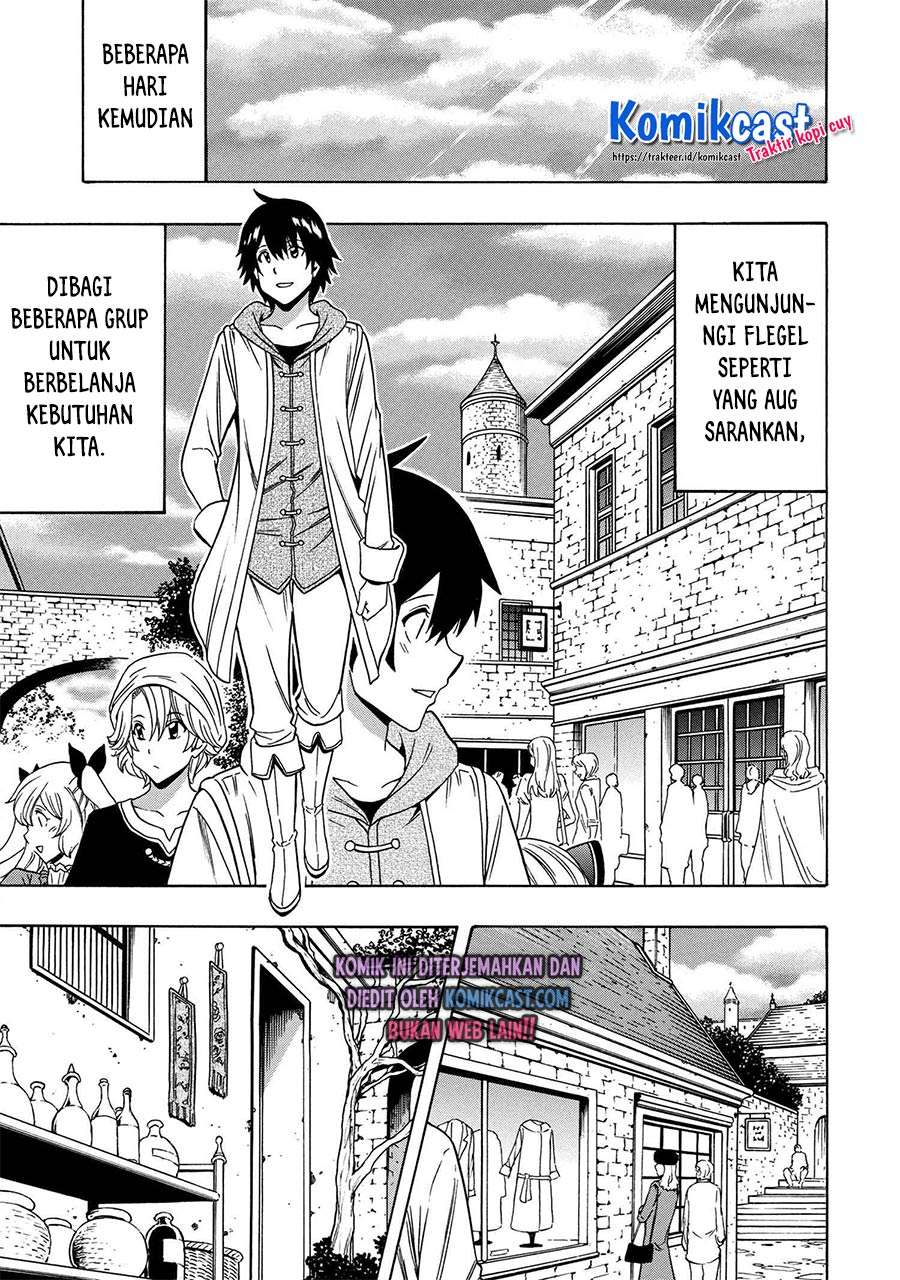 BEBERAPA
HARI
KEMUDIAN
Komikcast
https://trakteer.id/komikcast
Traktir kopi cuy
KITA
MENGUNJU-
NGI FLEGEL
SEPERTI
YANG AUG
SARANKAN,
DIBAGI
BEBERAPA GRUP
UNTUK
BERBELANJA
KEBUTUHAN
KITA.
KOMIK INI DITERJEMAHKAN DAN
DIEDIT OLEH KOMIKCAST.COM
BUKAN WEB LAIN!!